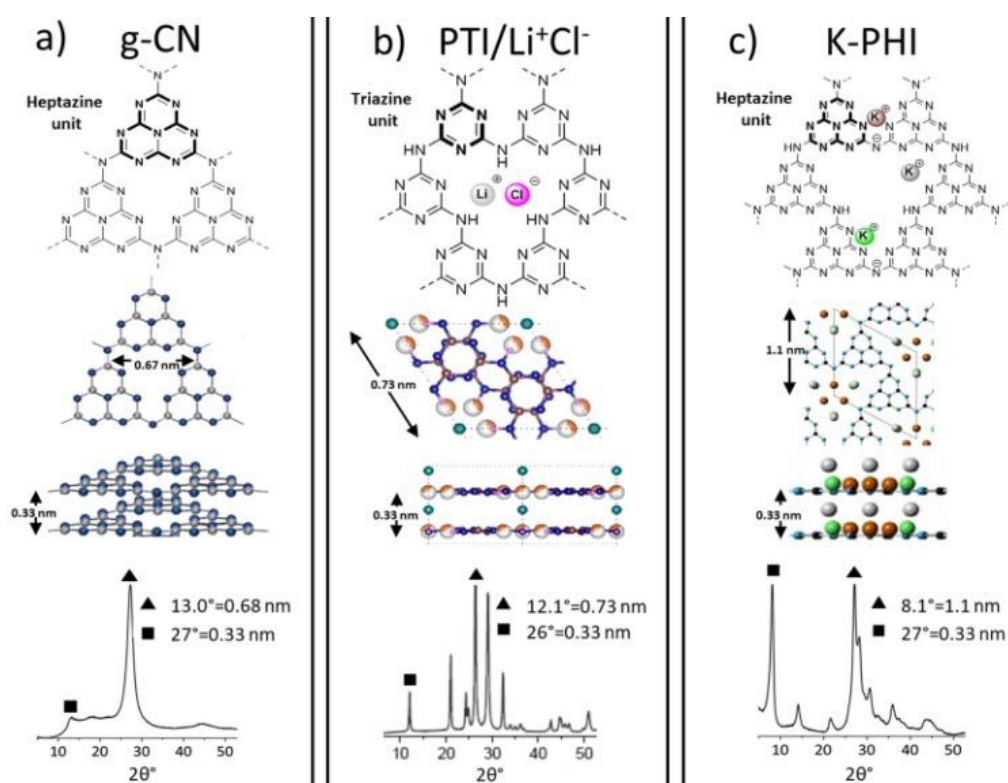 a) g-CN
Heptazine
unit
0.67 nm
0.33 nm
▲ 13.0°=0.68 nm
■ 27°=0.33 nm
10 20 30 40 50
2θ°
b) PTI/Li⁺Cl⁻
Triazine
unit
Li ⊕ Cl ⊖
0.73 nm
0.33 nm
▲ 12.1°=0.73 nm
■ 26°=0.33 nm
10 20 30 40 50
2θ°
c) K-PHI
Heptazine
unit
K ⊕
K ⊕
K ⊕
1.1 nm
0.33 nm
▲ 8.1°=1.1 nm
■ 27°=0.33 nm
10 20 30 40 50
2θ°